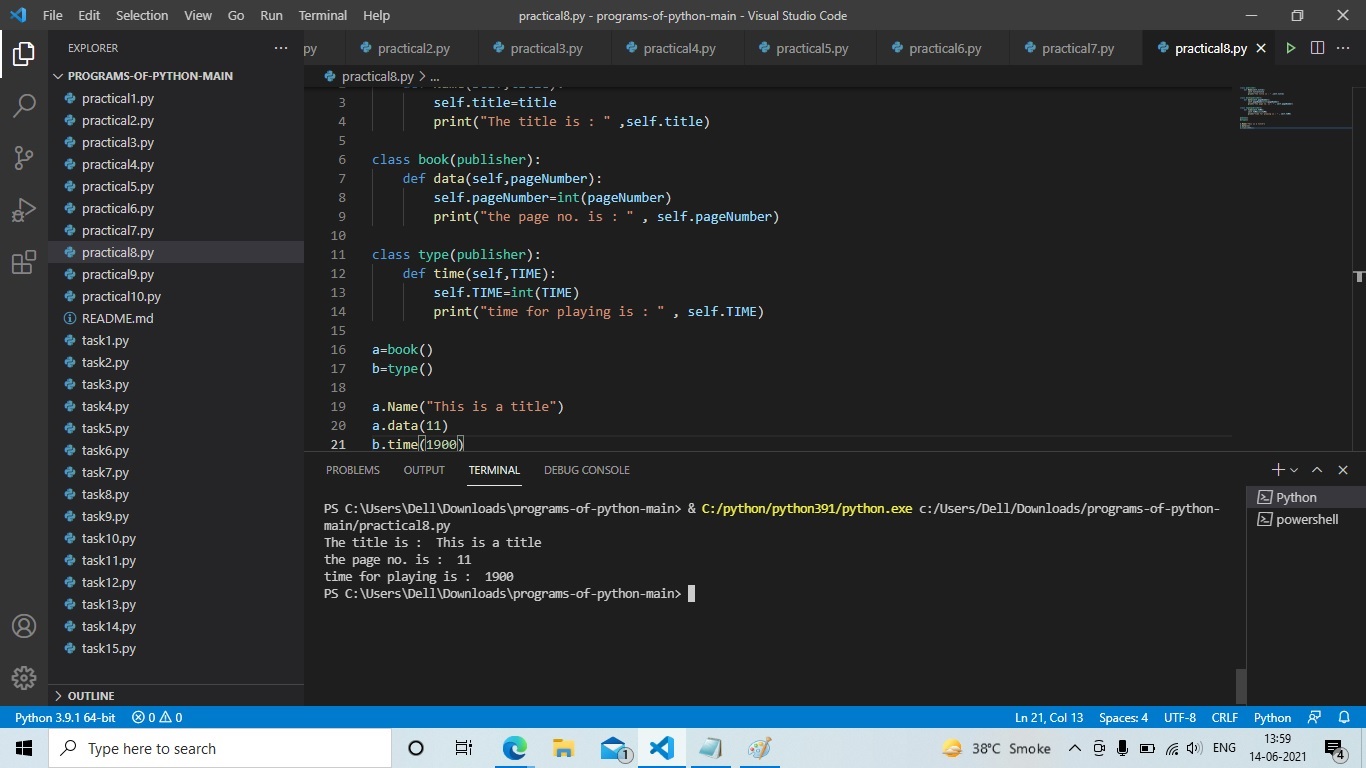 File Edit Selection View Go Run Terminal Help practical8.py - programs-of-python-main - Visual Studio Code
EXPLORER
PROGRAMS-OF-PYTHON-MAIN
practical1.py
practical2.py
practical3.py
practical4.py
practical5.py
practical6.py
practical7.py
practical8.py
practical9.py
practical10.py
README.md
task1.py
task2.py
task3.py
task4.py
task5.py
task6.py
task7.py
task8.py
task9.py
task10.py
task11.py
task12.py
task13.py
task14.py
task15.py
OUTLINE
py practical2.py practical3.py practical4.py practical5.py practical6.py practical7.py practical8.py
practical8.py > ...
3 self.title=title
4 print("The title is : " ,self.title)
5
6 class book(publisher):
7 def data(self,pageNumber):
8 self.pageNumber=int(pageNumber)
9 print("the page no. is : " , self.pageNumber)
10
11 class type(publisher):
12 def time(self,TIME):
13 self.TIME=int(TIME)
14 print("time for playing is : " , self.TIME)
15
16 a=book()
17 b=type()
18
19 a.Name("This is a title")
20 a.data(11)
21 b.time(1900)
PROBLEMS OUTPUT TERMINAL DEBUG CONSOLE
PS C:\Users\Dell\Downloads\programs-of-python-main> & C:/python/python391/python.exe c:/Users/Dell/Downloads/programs-of-python-
main/practical8.py
The title is :  This is a title
the page no. is :  11
time for playing is :  1900
PS C:\Users\Dell\Downloads\programs-of-python-main>
Python
powershell
Python 3.9.1 64-bit 0 0 Ln 21, Col 13 Spaces: 4 UTF-8 CRLF Python
Type here to search 1 38°C Smoke ENG 13:59
14-06-2021 4